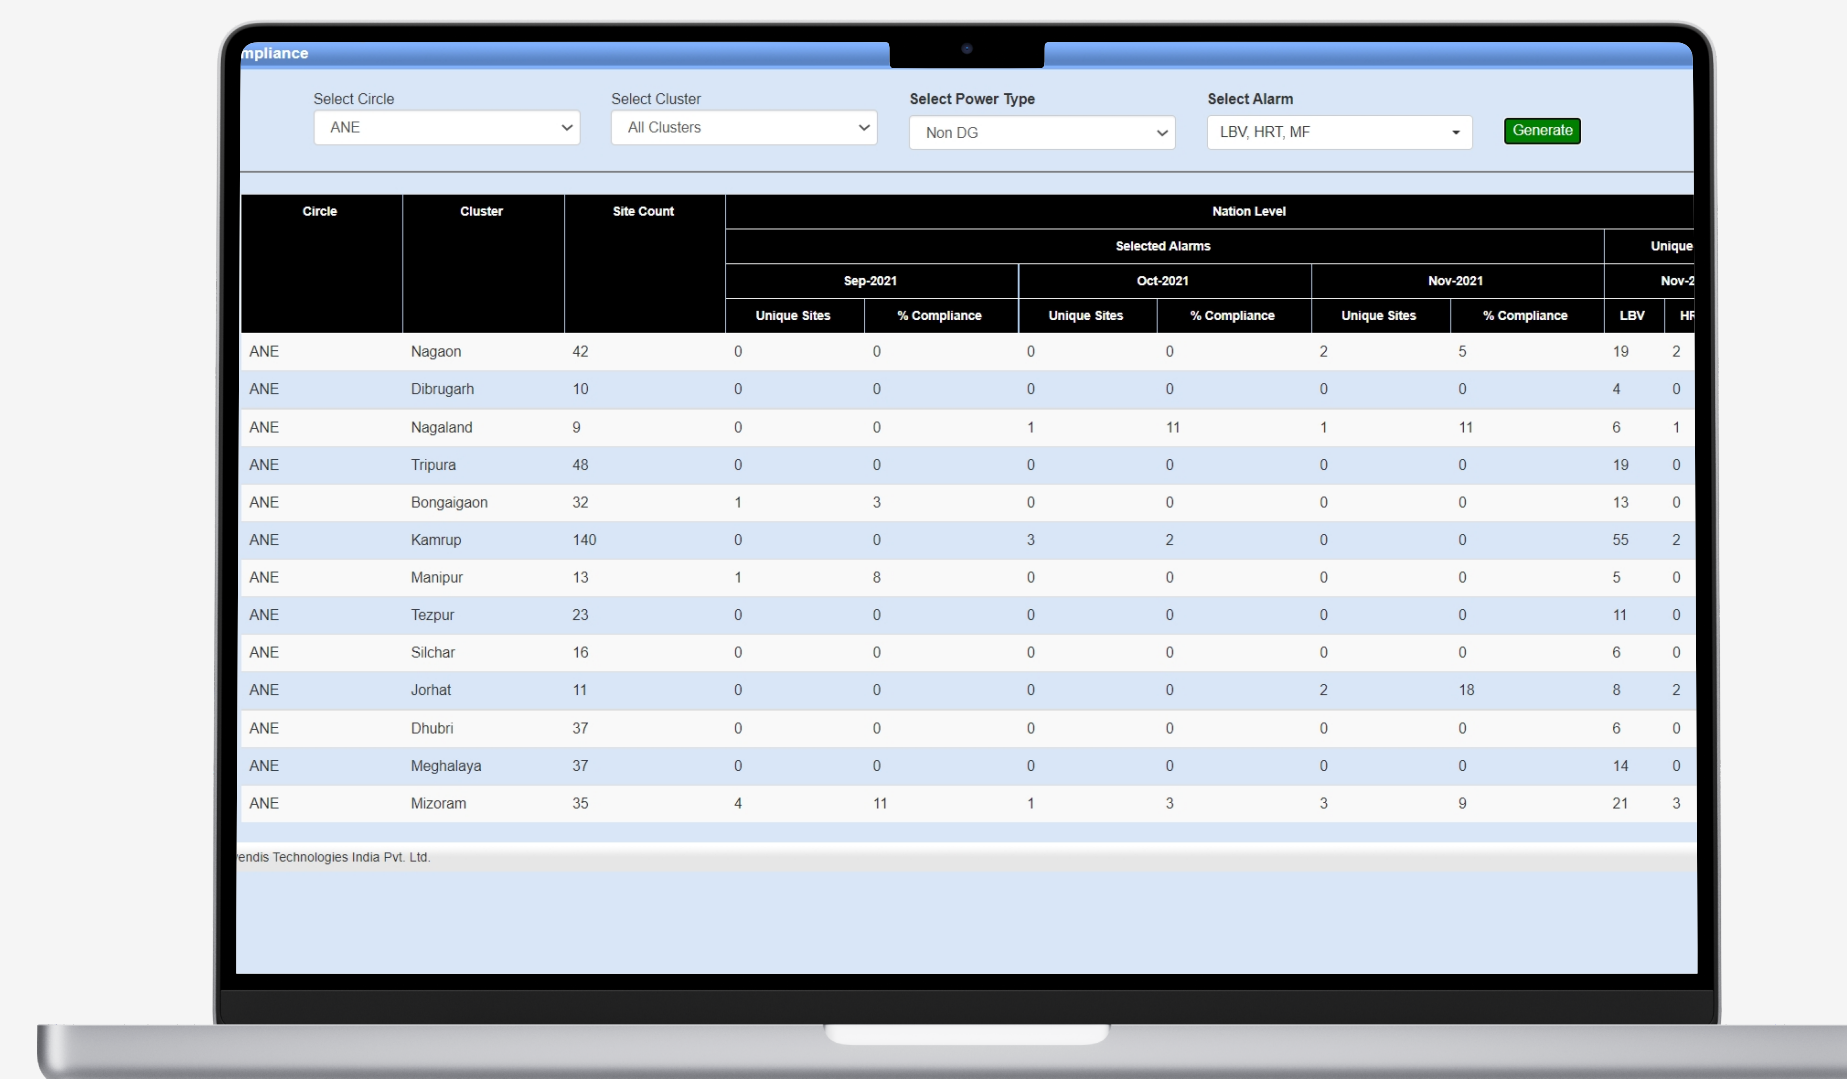 mpliance
Select Circle Select Cluster Select Power Type Select Alarm
ANE All Clusters Non DG LBV, HRT, MF Generate
Circle Cluster Site Count Nation Level
Selected Alarms Unique
Sep-2021 Oct-2021 Nov-2021 Nov-2
Unique Sites % Compliance Unique Sites % Compliance Unique Sites % Compliance LBV HR
ANE Nagaon 42 0 0 0 0 2 5 19 2
ANE Dibrugarh 10 0 0 0 0 0 0 4 0
ANE Nagaland 9 0 0 1 11 1 11 6 1
ANE Tripura 48 0 0 0 0 0 0 19 0
ANE Bongaigaon 32 1 3 0 0 0 0 13 0
ANE Kamrup 140 0 0 3 2 0 0 55 2
ANE Manipur 13 1 8 0 0 0 0 5 0
ANE Tezpur 23 0 0 0 0 0 0 11 0
ANE Silchar 16 0 0 0 0 0 0 6 0
ANE Jorhat 11 0 0 0 0 2 18 8 2
ANE Dhubri 37 0 0 0 0 0 0 6 0
ANE Meghalaya 37 0 0 0 0 0 0 14 0
ANE Mizoram 35 4 11 1 3 3 9 21 3
endis Technologies India Pvt. Ltd.